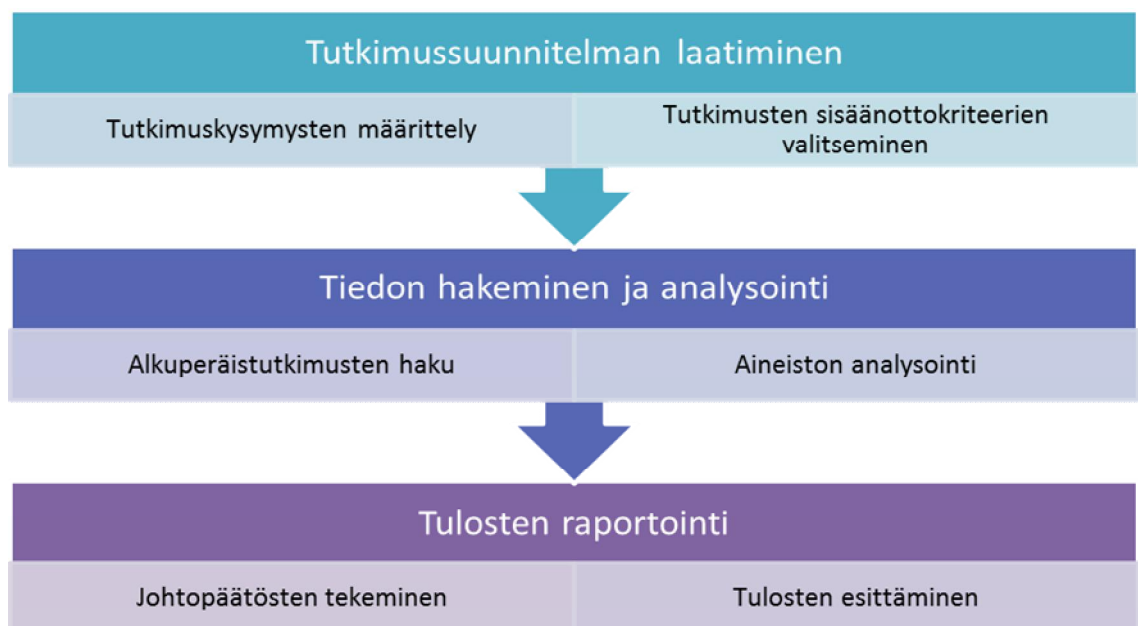 Tutkimussuunnitelman laatiminen
Tutkimuskysymysten määrittely
Tutkimusten sisäänottokriteerien
valitseminen
Tiedon hakeminen ja analysointi
Alkuperäistutkimusten haku
Aineiston analysointi
Tulosten raportointi
Johtopäätösten tekeminen
Tulosten esittäminen